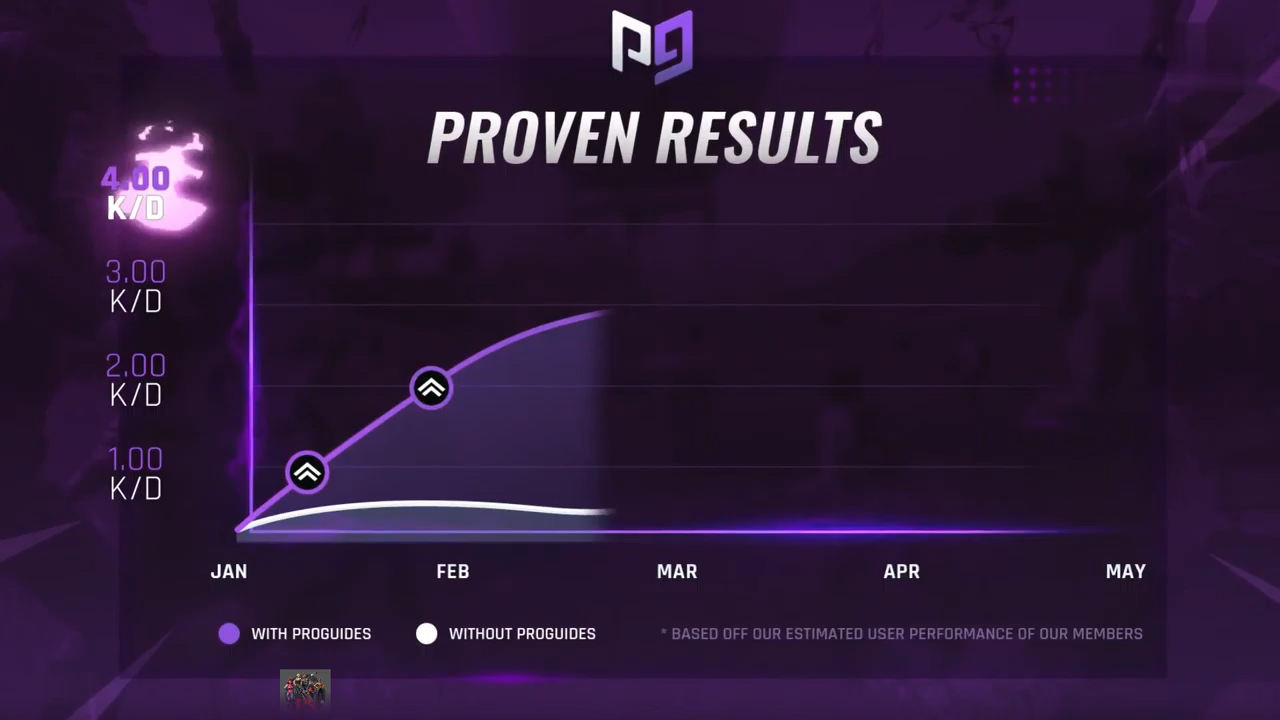 PG
PROVEN RESULTS
4.00
K/D
3.00
K/D
2.00
K/D
1.00
K/D
JAN FEB MAR APR MAY
WITH PROGUIDES WITHOUT PROGUIDES * BASED OFF OUR ESTIMATED USER PERFORMANCE OF OUR MEMBERS